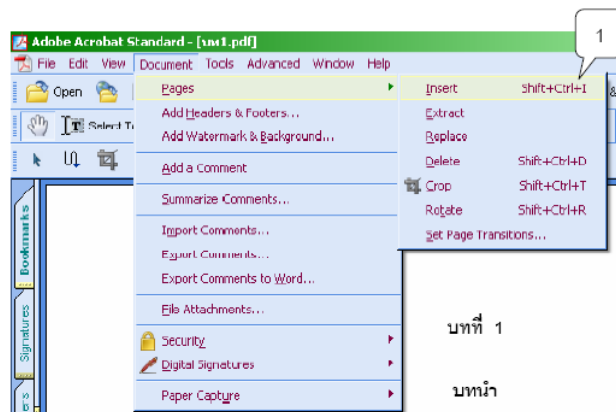 1
Adobe Acrobat Standard - [บท1.pdf]
File Edit View Document Tools Advanced Window Help
Open
Select T
Pages
Add Headers & Footers...
Add Watermark & Background...
Add a Comment
Summarize Comments...
Import Comments...
Export Comments...
Export Comments to Word...
File Attachments...
Security
Digital Signatures
Paper Capture
Insert Shift+Ctrl+I
Extract
Replace
Delete Shift+Ctrl+D
Crop Shift+Ctrl+T
Rotate Shift+Ctrl+R
Set Page Transitions...
&
Bookmarks
Signatures
บทที่ 1
บทนำ